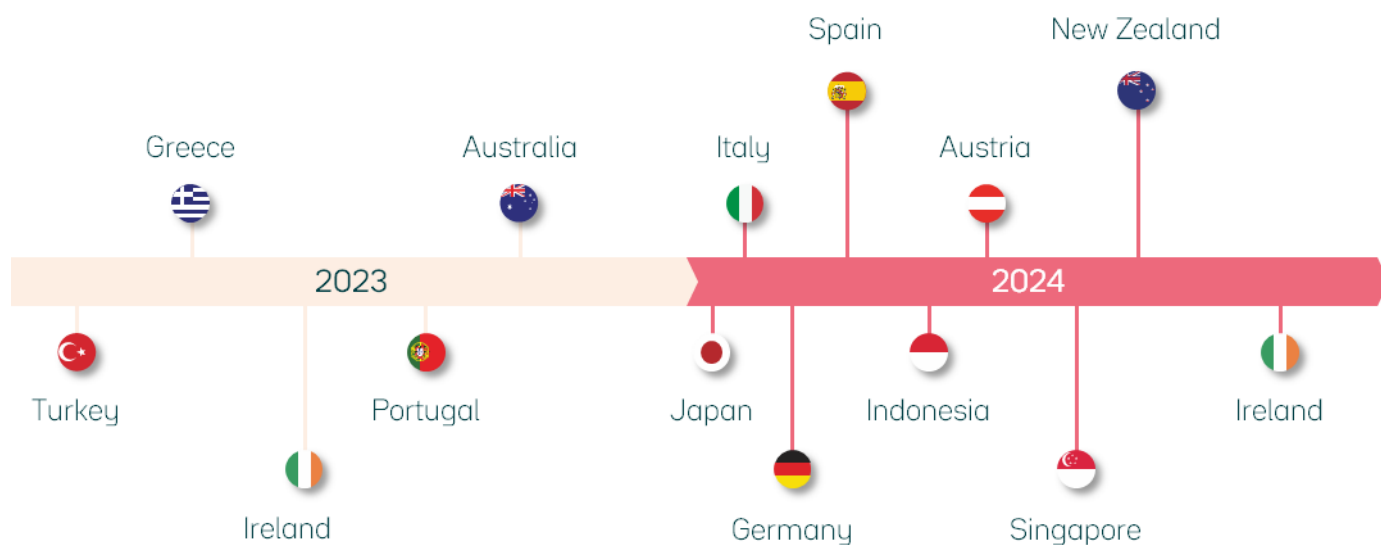 Spain
New Zealand
Greece
Australia
Italy
Austria
2023
2024
Turkey
Portugal
Japan
Indonesia
Ireland
Ireland
Germany
Singapore